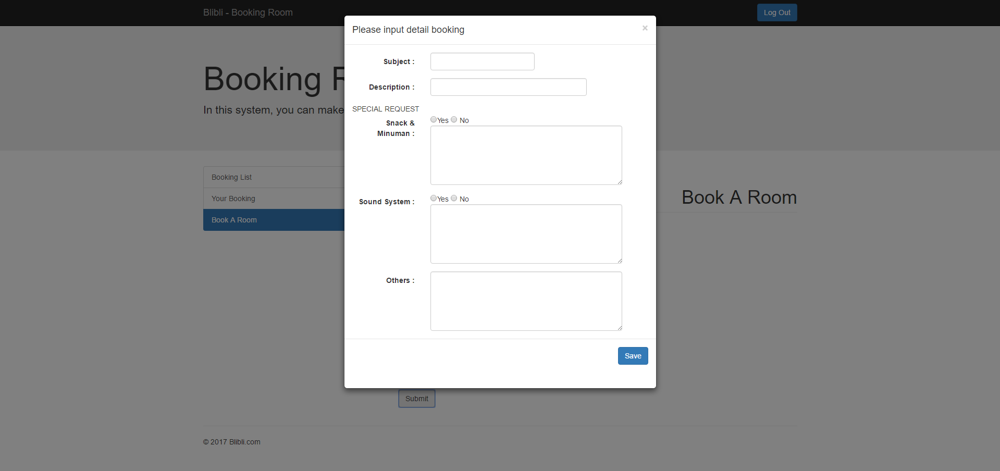 Blibli - Booking Room
Log Out
Please input detail booking
×
Booking
In this system, you can make
Subject :
Description :
SPECIAL REQUEST
Snack &
Minuman :
Yes No
Sound System :
Yes No
Others :
Save
Booking List
Your Booking
Book A Room
Book A Room
Submit
© 2017 Blibli.com